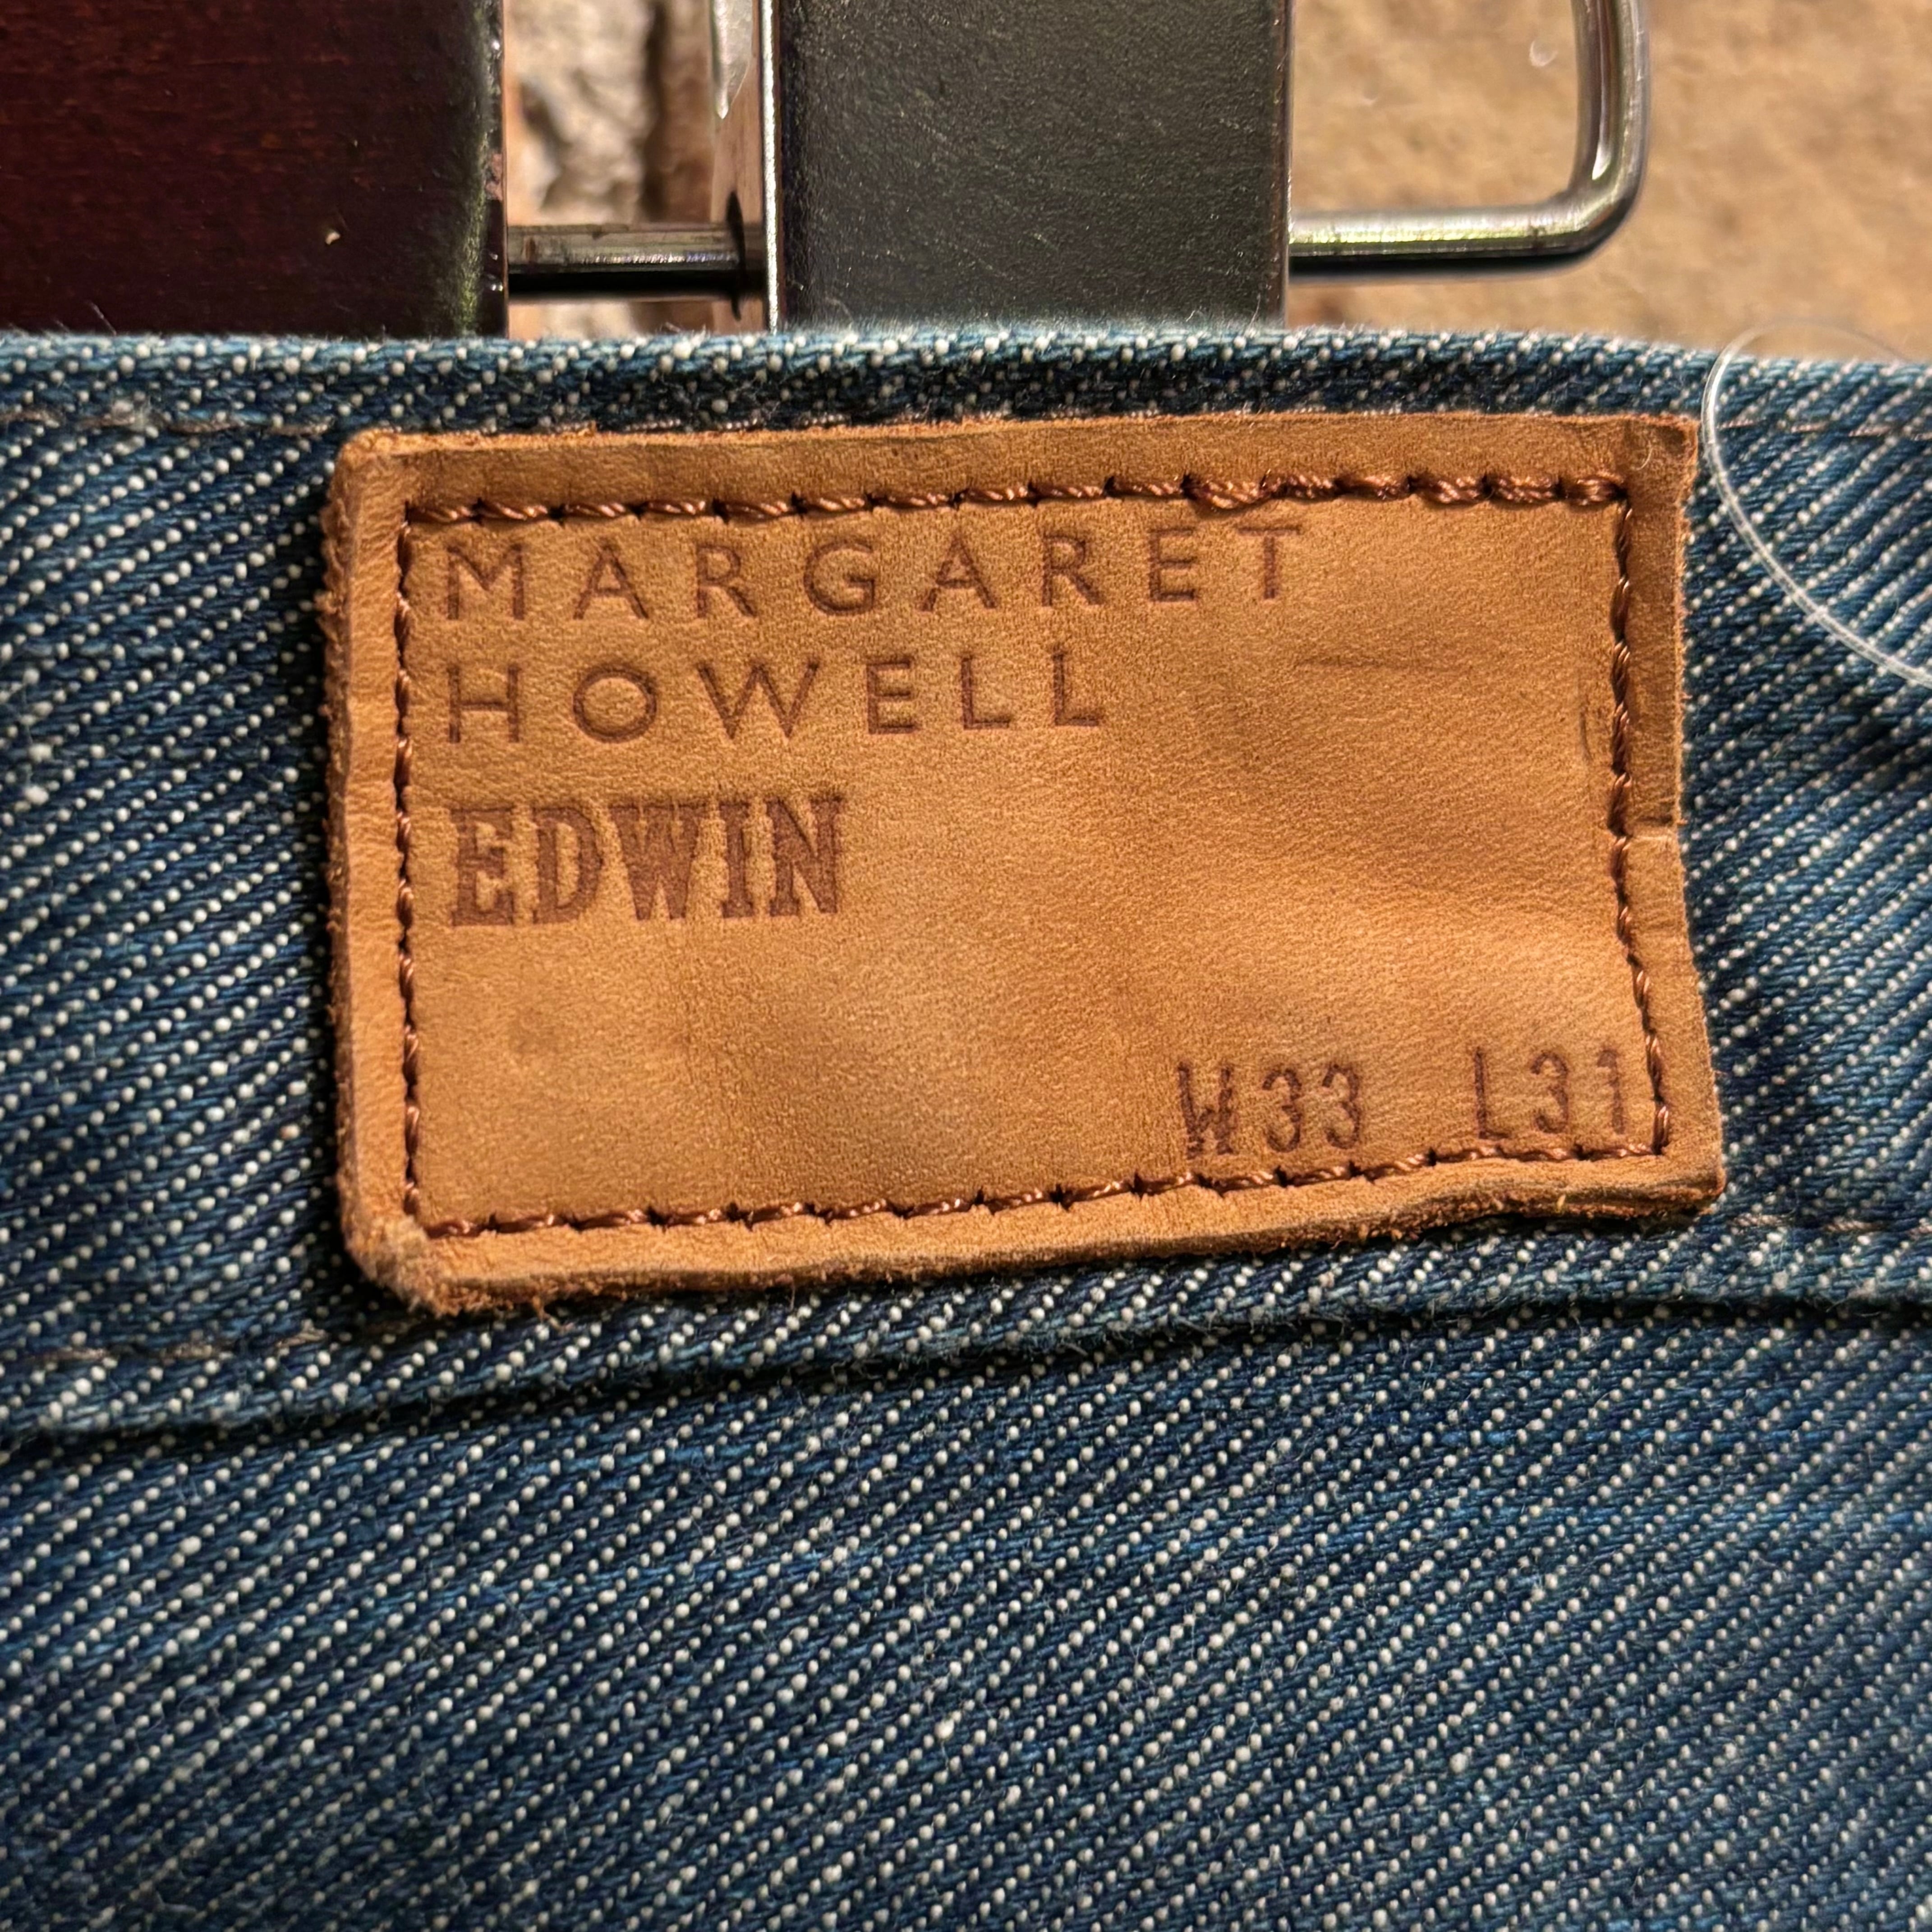 MARGARET
HOWELL
EDWIN
W33 L31